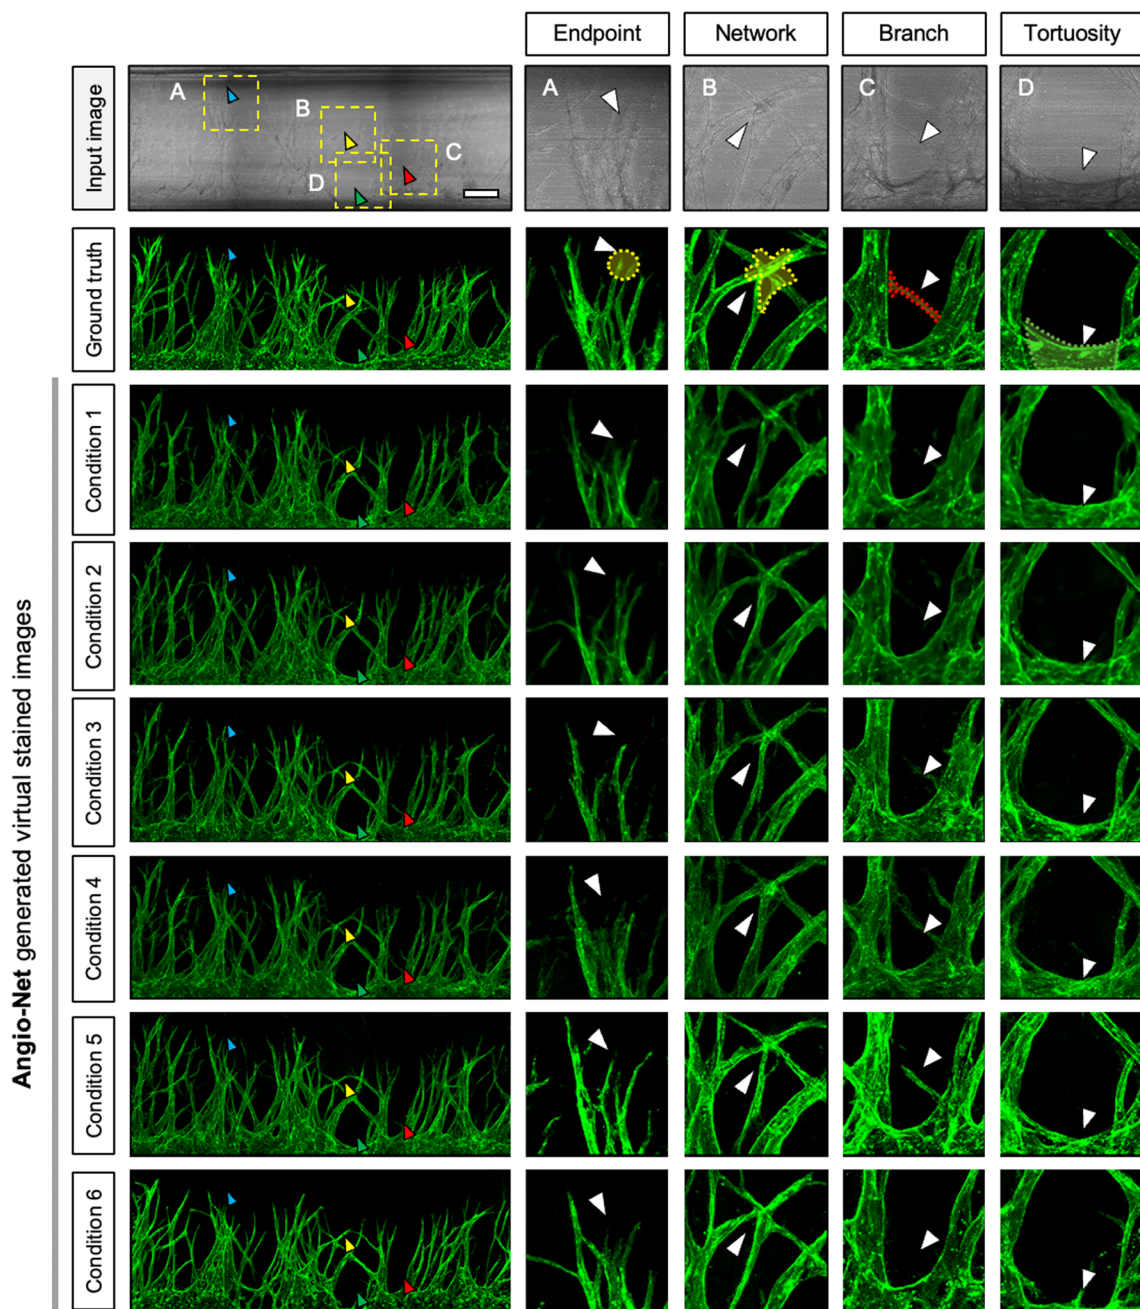 Endpoint
Network
Branch
Tortuosity
Input image
A
B
C
D
A
B
C
D
Ground truth
Angio-Net generated virtual stained images
Condition 1
Condition 2
Condition 3
Condition 4
Condition 5
Condition 6